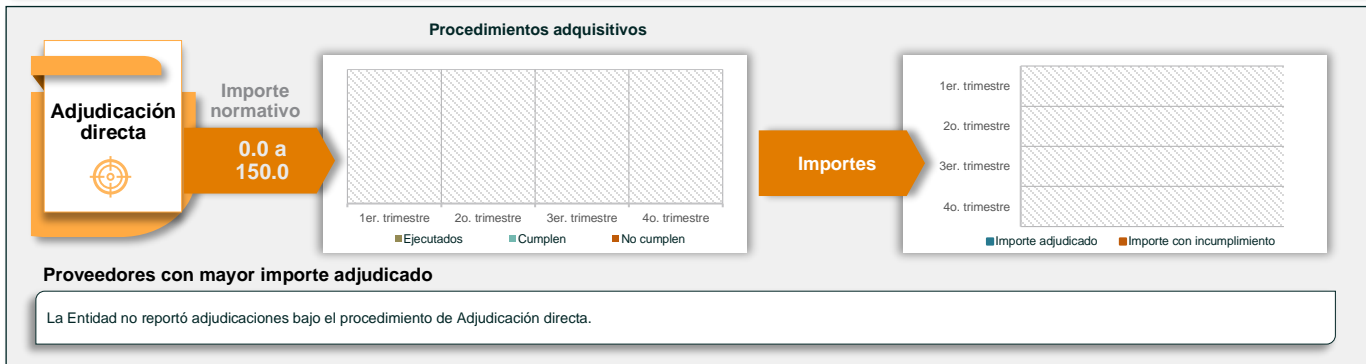 Procedimientos adquisitivos
Adjudicación
directa
Importe
normativo
0.0 a
150.0
1er. trimestre 2o. trimestre 3er. trimestre 4o. trimestre
Ejecutados Cumplen No cumplen
Importes
1er. trimestre
2o. trimestre
3er. trimestre
4o. trimestre
Importe adjudicado Importe con incumplimiento
Proveedores con mayor importe adjudicado
La Entidad no reportó adjudicaciones bajo el procedimiento de Adjudicación directa.